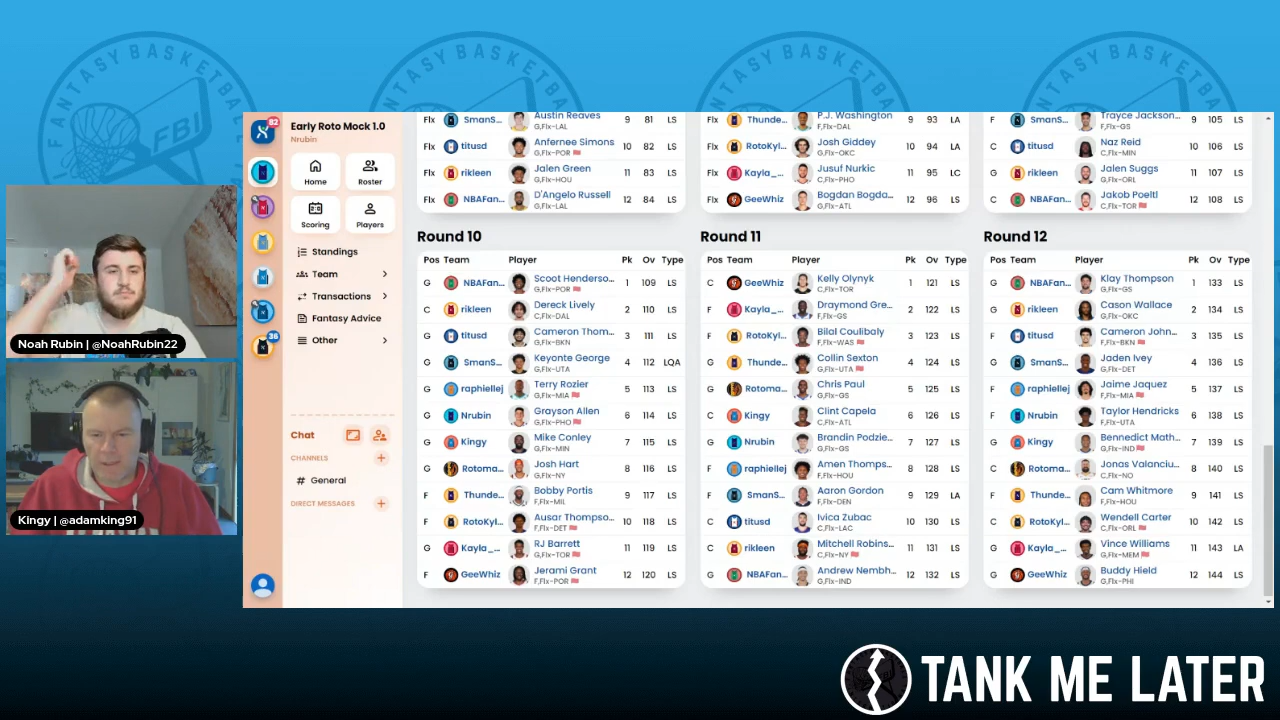 FANTASY BASKETBALL
FBI
FANTASY BASKETBALL
FANTASY BASKETBALL
FANTASY BASKETBALL
82
Early Roto Mock 1.0
Nrubin
Home
Roster
Scoring
Players
Standings
Team
Transactions
Fantasy Advice
Other
Chat
CHANNELS
# General
DIRECT MESSAGES
36
Noah Rubin | @NoahRubin22
Kingy | @adamking91
Flx SmanS... Austin Reaves 9 81 LS
G,Flx-LAL
Flx titusd Anfernee Simons 10 82 LS
G,Flx-POR
Flx rikleen Jalen Green 11 83 LS
G,Flx-HOU
Flx NBAFan... D'Angelo Russell 12 84 LS
G,Flx-LAL
Flx Thunde... P.J. Washington 9 93 LA
F,Flx-DAL
Flx RotoKyl... Josh Giddey 10 94 LA
G,Flx-OKC
Flx Kayla_... Jusuf Nurkic 11 95 LC
C,Flx-PHO
Flx GeeWhiz Bogdan Bogda... 12 96 LS
G,Flx-ATL
F SmanS... Trayce Jackson... 9 105 LS
F,Flx-GS
C titusd Naz Reid 10 106 LS
C,Flx-MIN
G rikleen Jalen Suggs 11 107 LS
G,Flx-ORL
C NBAFan... Jakob Poeltl 12 108 LS
C,Flx-TOR
Round 10
Pos Team Player Pk Ov Type
G NBAFan... Scoot Henderso... 1 109 LS
G,Flx-POR
C rikleen Dereck Lively 2 110 LS
C,Flx-DAL
G titusd Cameron Thom... 3 111 LS
G,Flx-BKN
G SmanS... Keyonte George 4 112 LQA
G,Flx-UTA
G raphiellej Terry Rozier 5 113 LS
G,Flx-MIA
G Nrubin Grayson Allen 6 114 LS
G,Flx-PHO
G Kingy Mike Conley 7 115 LS
G,Flx-MIN
G Rotoma... Josh Hart 8 116 LS
G,Flx-NY
F Thunde... Bobby Portis 9 117 LS
F,Flx-MIL
F RotoKyl... Ausar Thompso... 10 118 LS
F,Flx-DET
G Kayla_... RJ Barrett 11 119 LS
G,Flx-TOR
F GeeWhiz Jerami Grant 12 120 LS
F,Flx-POR
Round 11
Pos Team Player Pk Ov Type
C GeeWhiz Kelly Olynyk 1 121 LS
C,Flx-TOR
F Kayla_... Draymond Gre... 2 122 LS
F,Flx-GS
F RotoKyl... Bilal Coulibaly 3 123 LS
F,Flx-WAS
G Thunde... Collin Sexton 4 124 LS
G,Flx-UTA
G Rotoma... Chris Paul 5 125 LS
G,Flx-GS
C Kingy Clint Capela 6 126 LS
C,Flx-ATL
G Nrubin Brandin Podzie... 7 127 LS
G,Flx-GS
F raphiellej Amen Thomps... 8 128 LS
F,Flx-HOU
F SmanS... Aaron Gordon 9 129 LA
F,Flx-DEN
C titusd Ivica Zubac 10 130 LS
C,Flx-LAC
C rikleen Mitchell Robins... 11 131 LS
C,Flx-NY
G NBAFan... Andrew Nembh... 12 132 LS
G,Flx-IND
Round 12
Pos Team Player Pk Ov Type
G NBAFan... Klay Thompson 1 133 LS
G,Flx-GS
G rikleen Cason Wallace 2 134 LS
G,Flx-OKC
F titusd Cameron John... 3 135 LS
F,Flx-BKN
G SmanS... Jaden Ivey 4 136 LS
G,Flx-DET
F raphiellej Jaime Jaquez 5 137 LS
F,Flx-MIA
F Nrubin Taylor Hendricks 6 138 LS
F,Flx-UTA
G Kingy Bennedict Math... 7 139 LS
G,Flx-IND
C Rotoma... Jonas Valanciu... 8 140 LS
C,Flx-NO
F Thunde... Cam Whitmore 9 141 LS
F,Flx-HOU
C RotoKyl... Wendell Carter 10 142 LS
C,Flx-ORL
G Kayla_... Vince Williams 11 143 LA
G,Flx-MEM
G GeeWhiz Buddy Hield 12 144 LS
G,Flx-PHI
TANK ME LATER